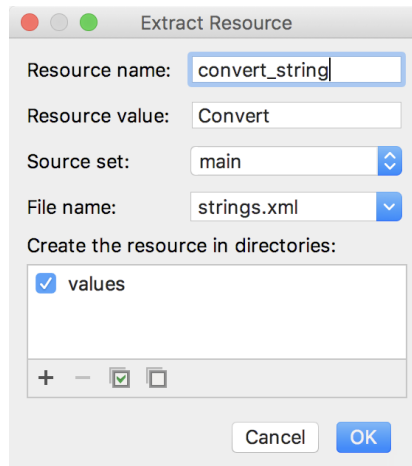 Extract Resource
Resource name: convert_string
Resource value: Convert
Source set: main
File name: strings.xml
Create the resource in directories:
values
Cancel OK